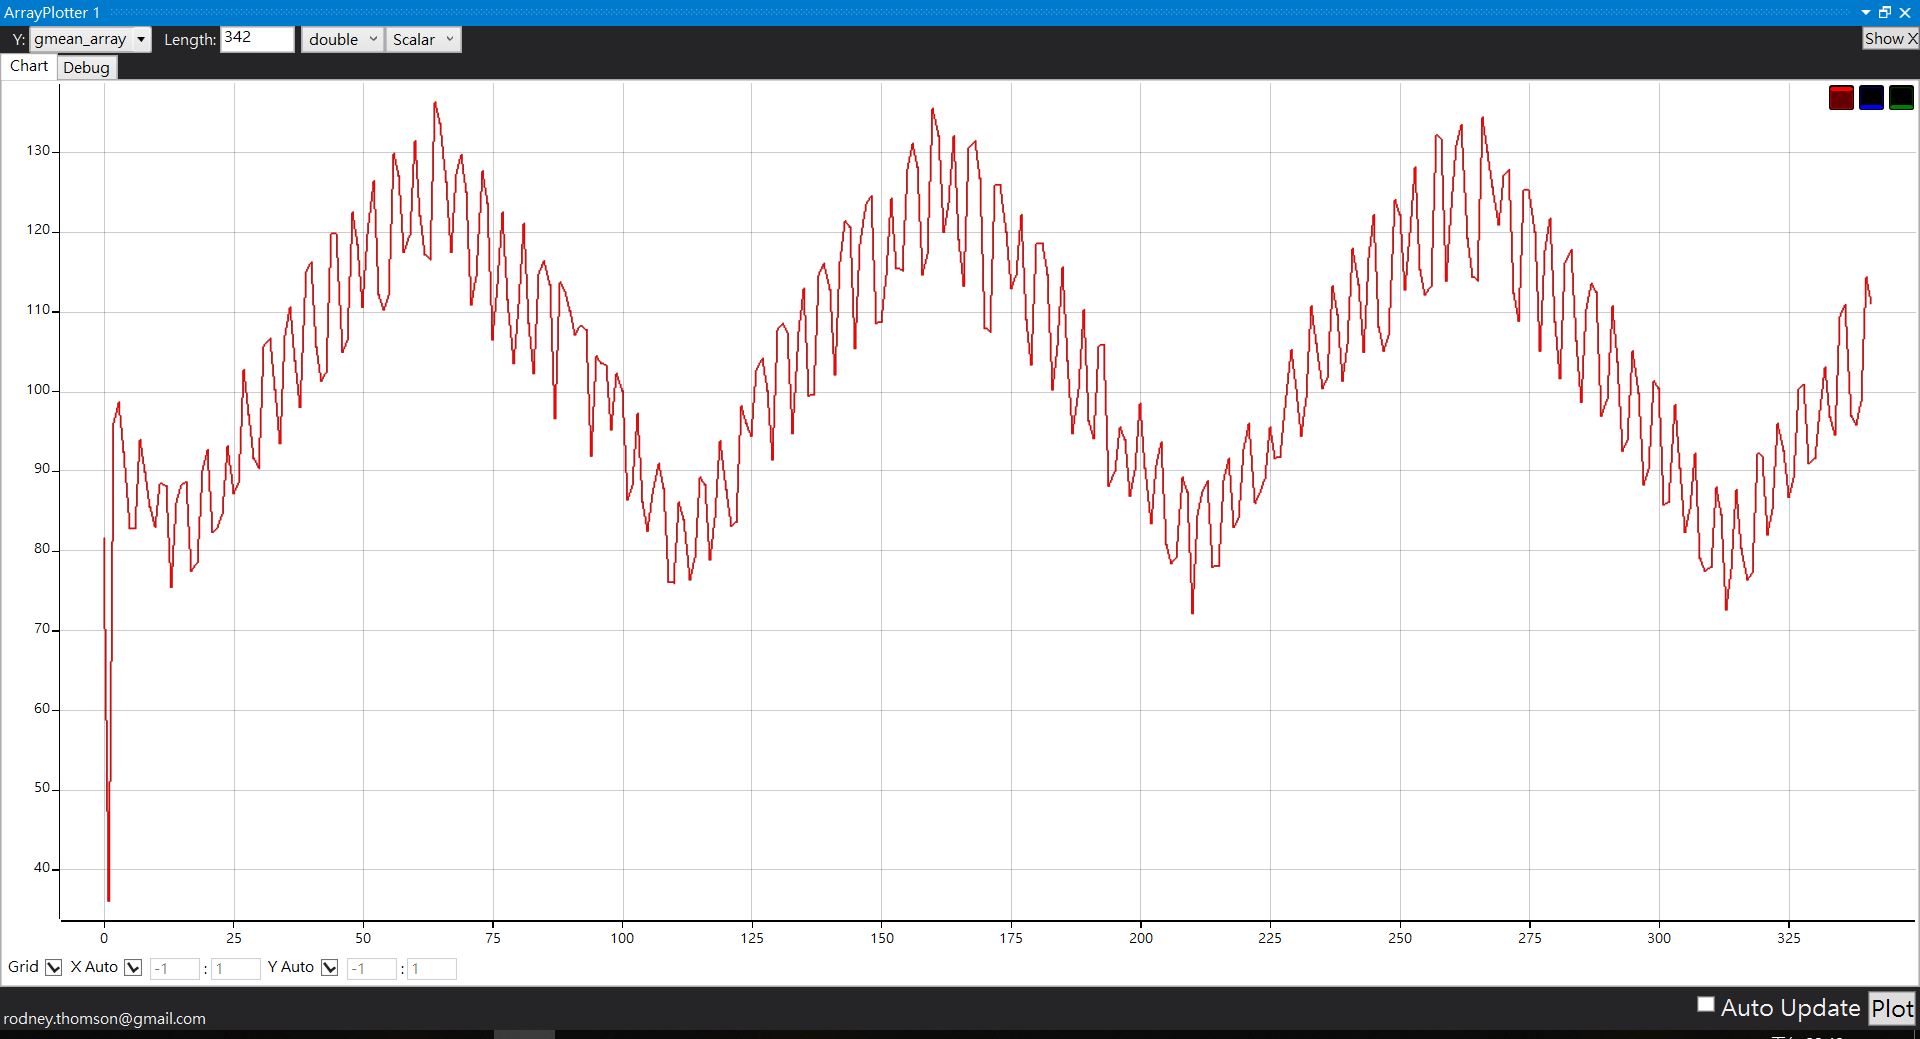 ArrayPlotter 1
Y: gmean_array Length: 342 double Scalar Show X
Chart Debug
130
120
110
100
90
80
70
60
50
40
0 25 50 75 100 125 150 175 200 225 250 275 300 325
Grid X Auto -1 : 1 Y Auto -1 : 1
Auto Update Plot
rodney.thomson@gmail.com